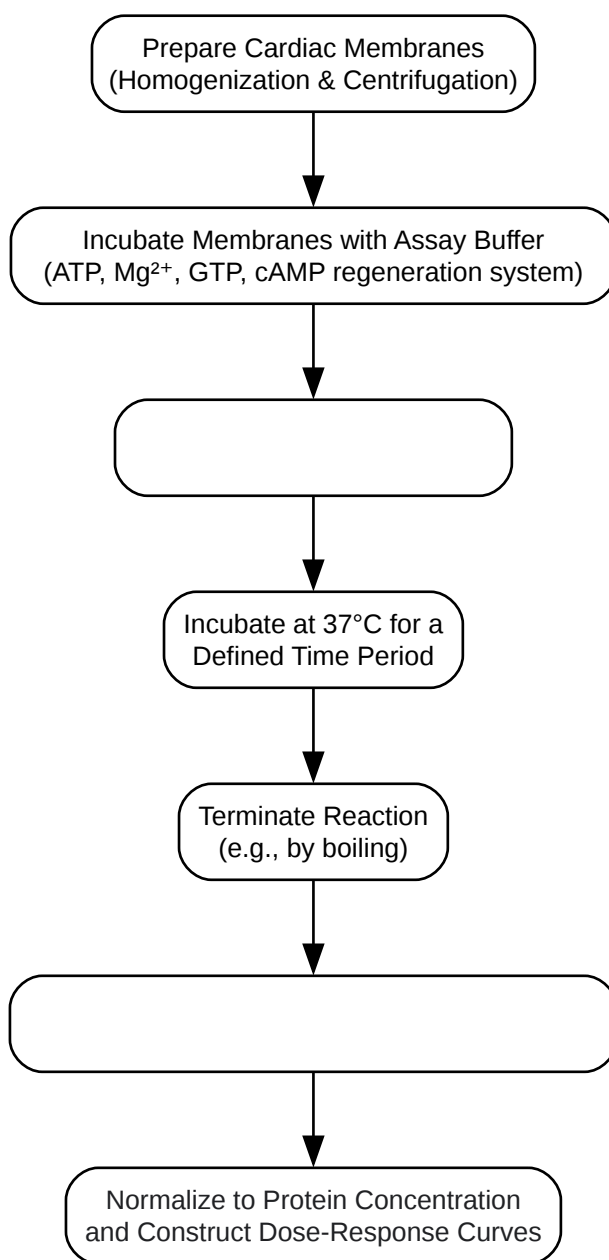 Prepare Cardiac Membranes
(Homogenization & Centrifugation)
Incubate Membranes with Assay Buffer
(ATP, Mg²⁺, GTP, cAMP regeneration system)
Incubate at 37°C for a
Defined Time Period
Terminate Reaction
(e.g., by boiling)
Normalize to Protein Concentration
and Construct Dose-Response Curves